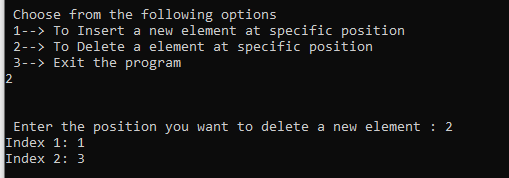 Choose from the following options
1--> To Insert a new element at specific position
2--> To Delete a element at specific position
3--> Exit the program
2
Enter the position you want to delete a new element : 2
Index 1: 1
Index 2: 3